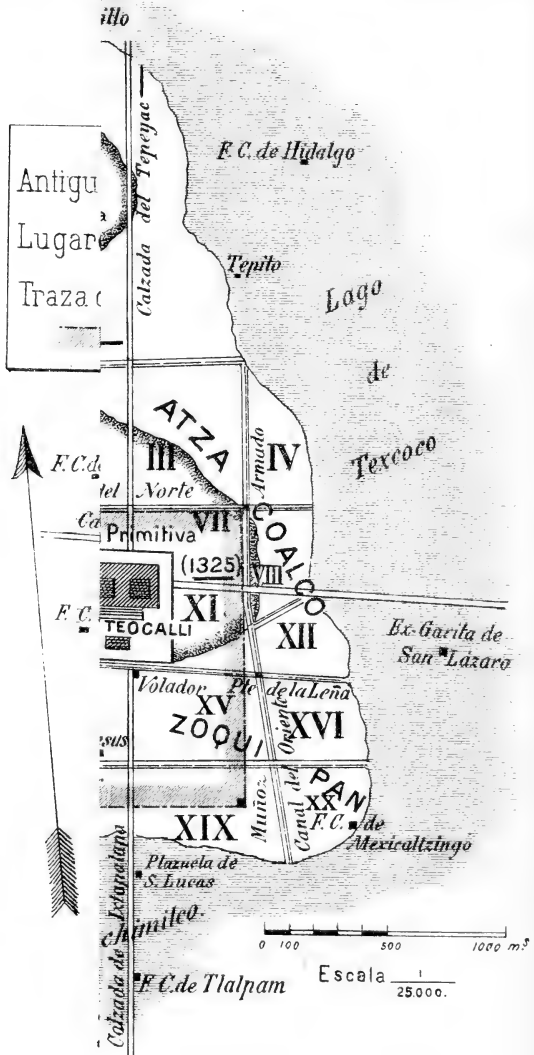 illo
Calzada del Tepeyac
F. C. de Hidalgo
Antigu
Lugar
Traza
Tepito
Lago
de
Texcoco
ATZA
COALCO
III
IV
F. C. de
del Norte
Armado
Ca
Primitiva
VII
(1325)
VIII
XI
TEOCALLI
F. C.
XII
Ex-Garita de
San Lázaro
Volador
Pte de la Leña
XV
ZOQUI
PAN
XVI
sus
Canal del Oriente
XX
F. C. de
Mexicaltzingo
XIX
Muñoz
Plazuela de
S. Lucas
Calzada de Ixtapalapa
chimilco.
F. C. de Tlalpam
0 100 500 1000 m.s
Escala 1
25.000.